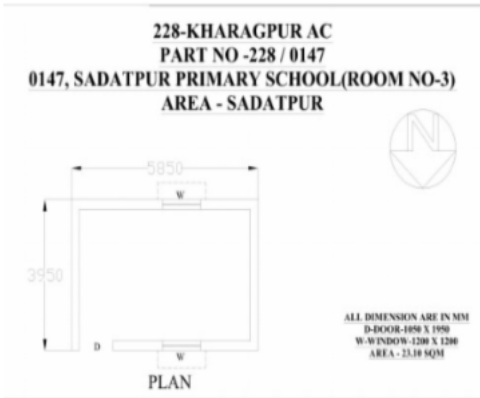 228-KHARAGPUR AC
PART NO -228 / 0147
0147, SADATPUR PRIMARY SCHOOL(ROOM NO-3)
AREA - SADATPUR
N
5850
W
3950
D
W
PLAN
ALL DIMENSION ARE IN MM
D-DOOR-1050 X 1950
W-WINDOW-1200 X 1200
AREA - 23.10 SQM